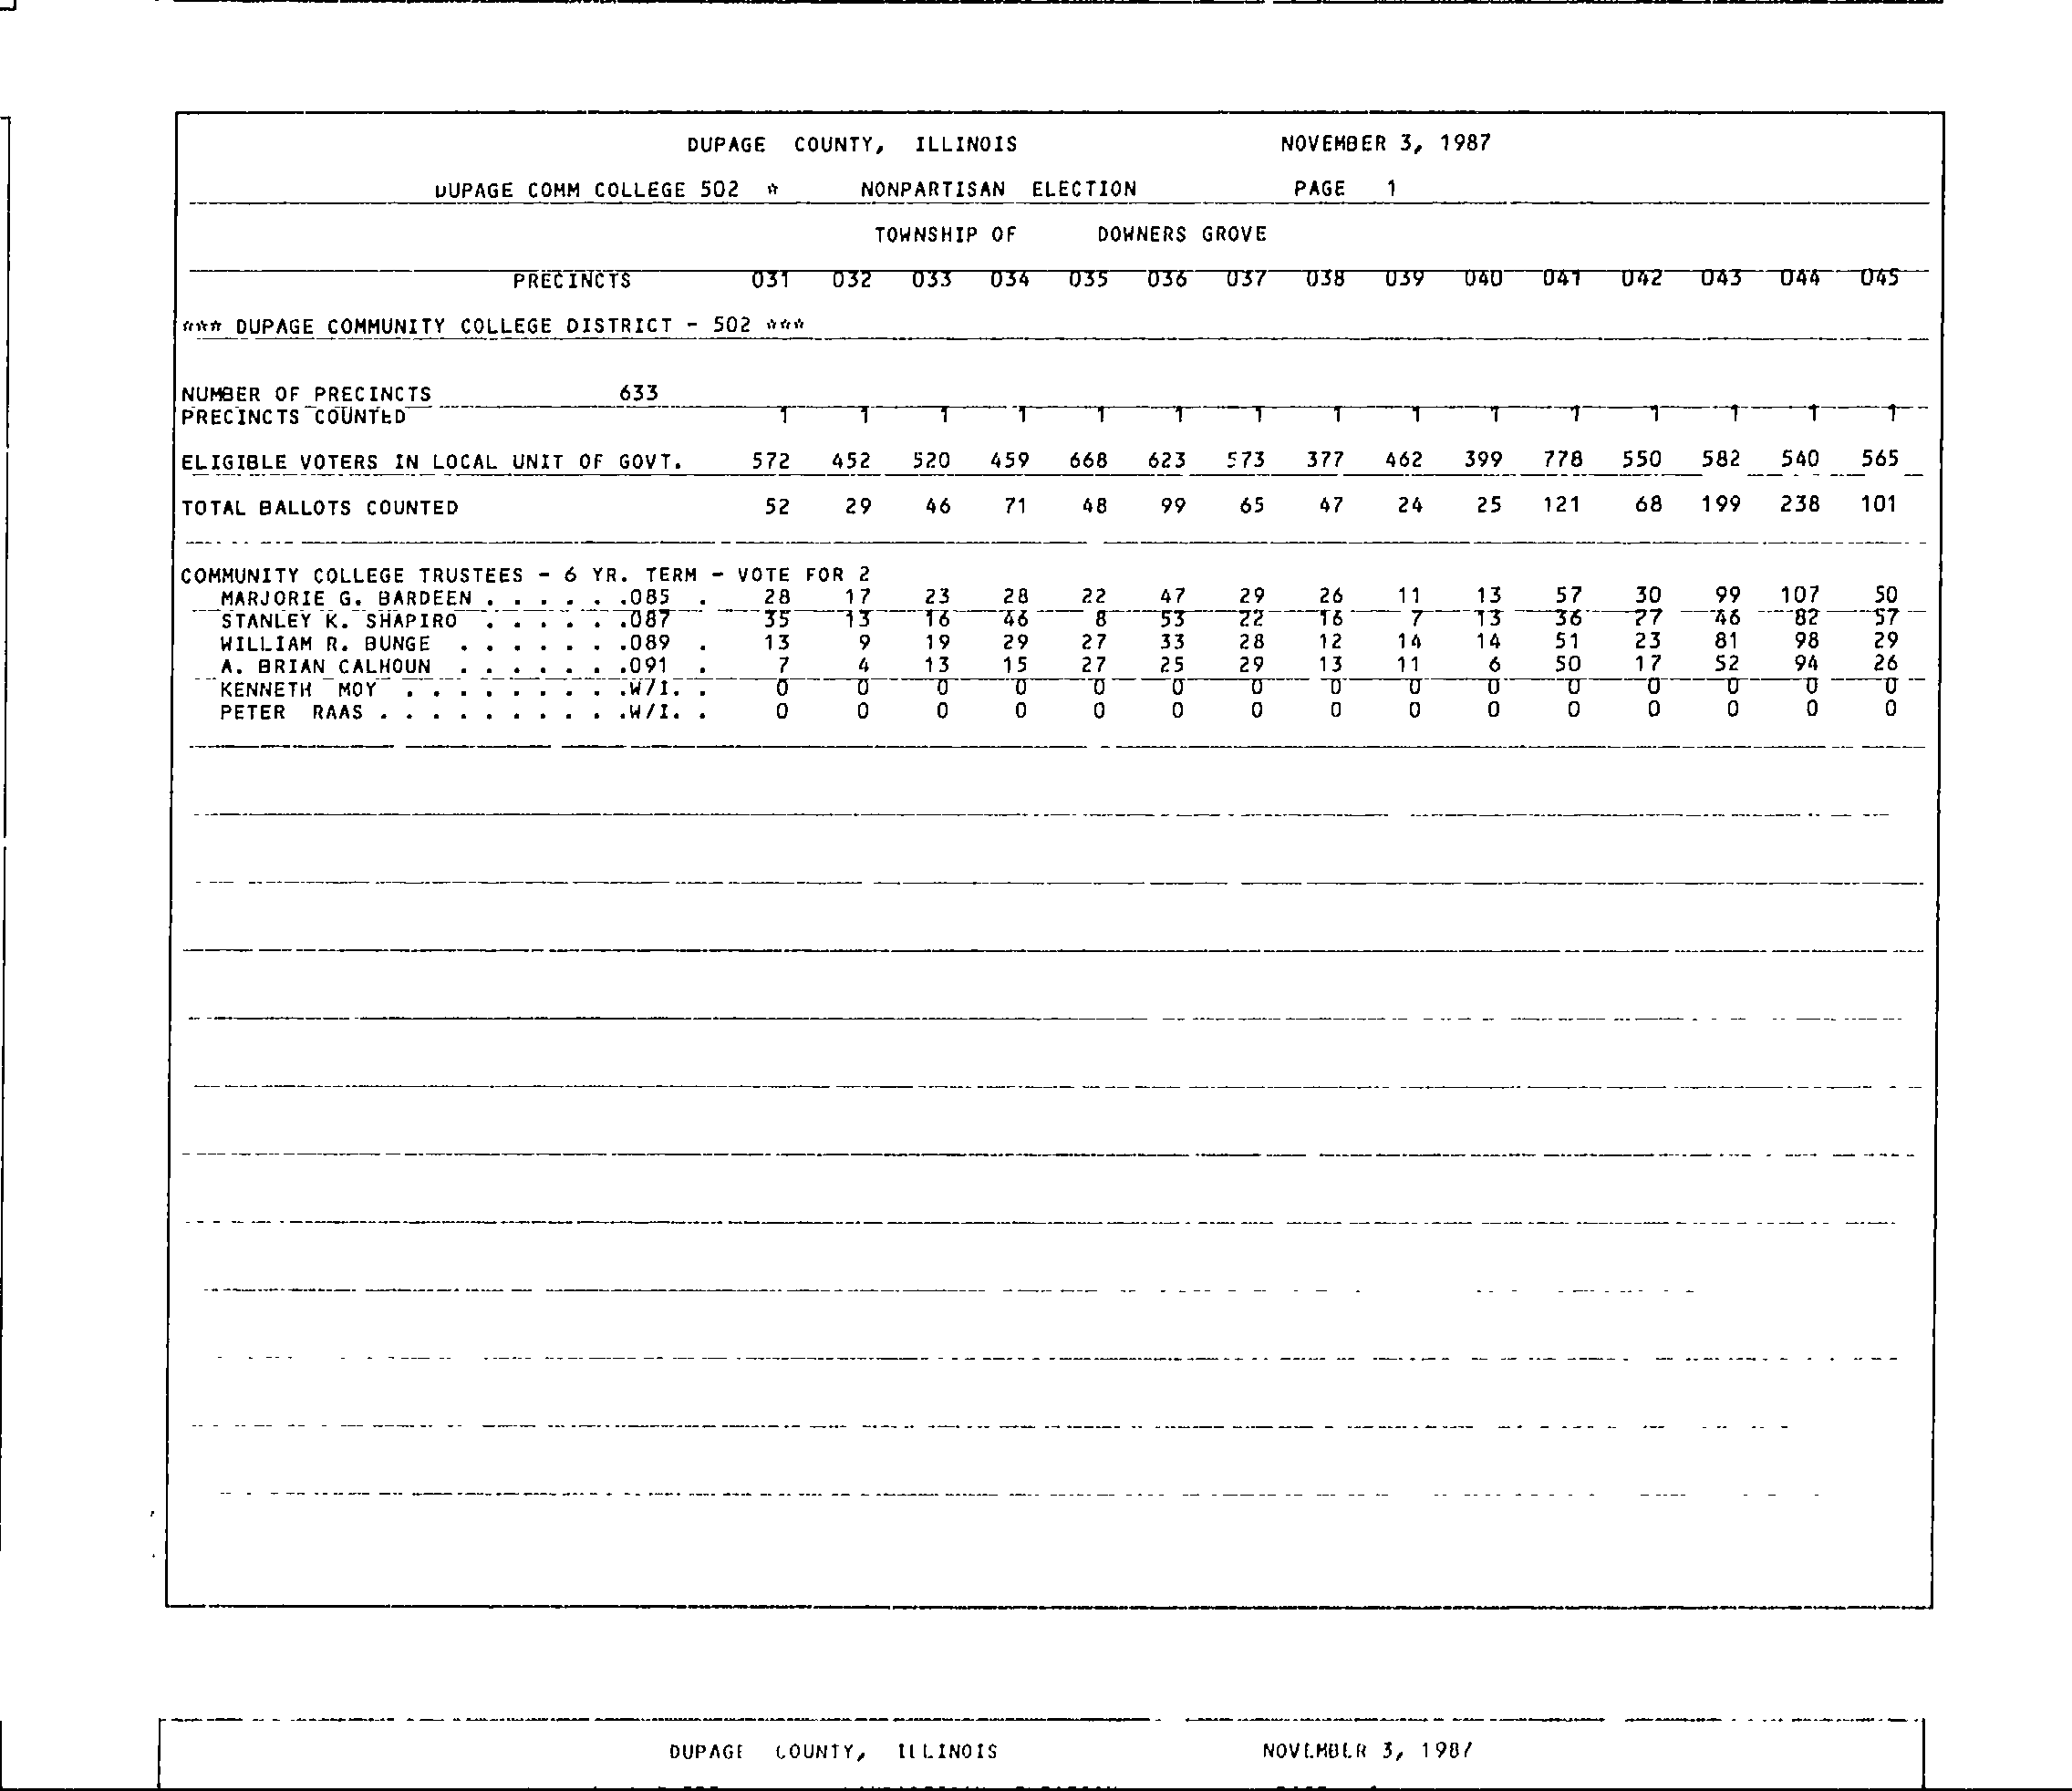 DUPAGE COUNTY, ILLINOIS NOVEMBER 3, 1987
DUPAGE COMM COLLEGE 502 * NONPARTISAN ELECTION PAGE 1
TOWNSHIP OF DOWNERS GROVE
PRECINCTS 031 032 033 034 035 036 037 038 039 040 041 042 043 044 045
*** DUPAGE COMMUNITY COLLEGE DISTRICT - 502 ***
NUMBER OF PRECINCTS 633
PRECINCTS COUNTED 1 1 1 1 1 1 1 1 1 1 1 1 1 1 1
ELIGIBLE VOTERS IN LOCAL UNIT OF GOVT. 572 452 520 459 668 623 573 377 462 399 778 550 582 540 565
TOTAL BALLOTS COUNTED 52 29 46 71 48 99 65 47 24 25 121 68 199 238 101
COMMUNITY COLLEGE TRUSTEES - 6 YR. TERM - VOTE FOR 2
MARJORIE G. BARDEEN . . . . . .085 . 28 17 23 28 22 47 29 26 11 13 57 30 99 107 50
STANLEY K. SHAPIRO . . . . . .087 35 13 16 46 8 53 22 16 7 13 36 27 46 82 57
WILLIAM R. BUNGE . . . . . . .089 . 13 9 19 29 27 33 28 12 14 14 51 23 81 98 29
A. BRIAN CALHOUN . . . . . . .091 . 7 4 13 15 27 25 29 13 11 6 50 17 52 94 26
KENNETH MOY . . . . . . . . .W/I. . 0 0 0 0 0 0 0 0 0 0 0 0 0 0 0
PETER RAAS . . . . . . . . . .W/I. . 0 0 0 0 0 0 0 0 0 0 0 0 0 0 0
DUPAGE COUNTY, ILLINOIS NOVEMBER 3, 1987